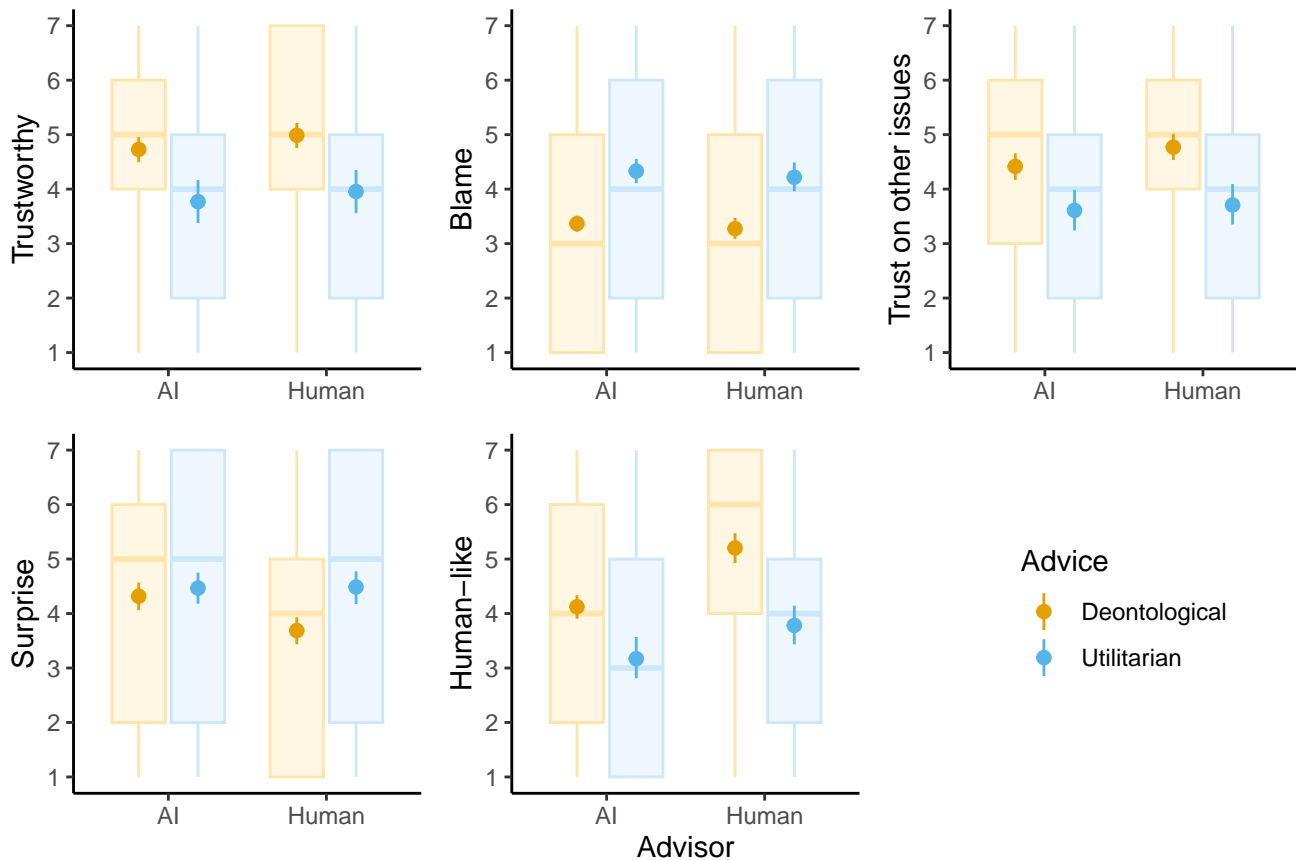 Trustworthy
7
6
5
4
3
2
1
AI
Human
Blame
7
6
5
4
3
2
1
AI
Human
Trust on other issues
7
6
5
4
3
2
1
AI
Human
Surprise
7
6
5
4
3
2
1
AI
Human
Human−like
7
6
5
4
3
2
1
AI
Human
Advisor
Advice
Deontological
Utilitarian